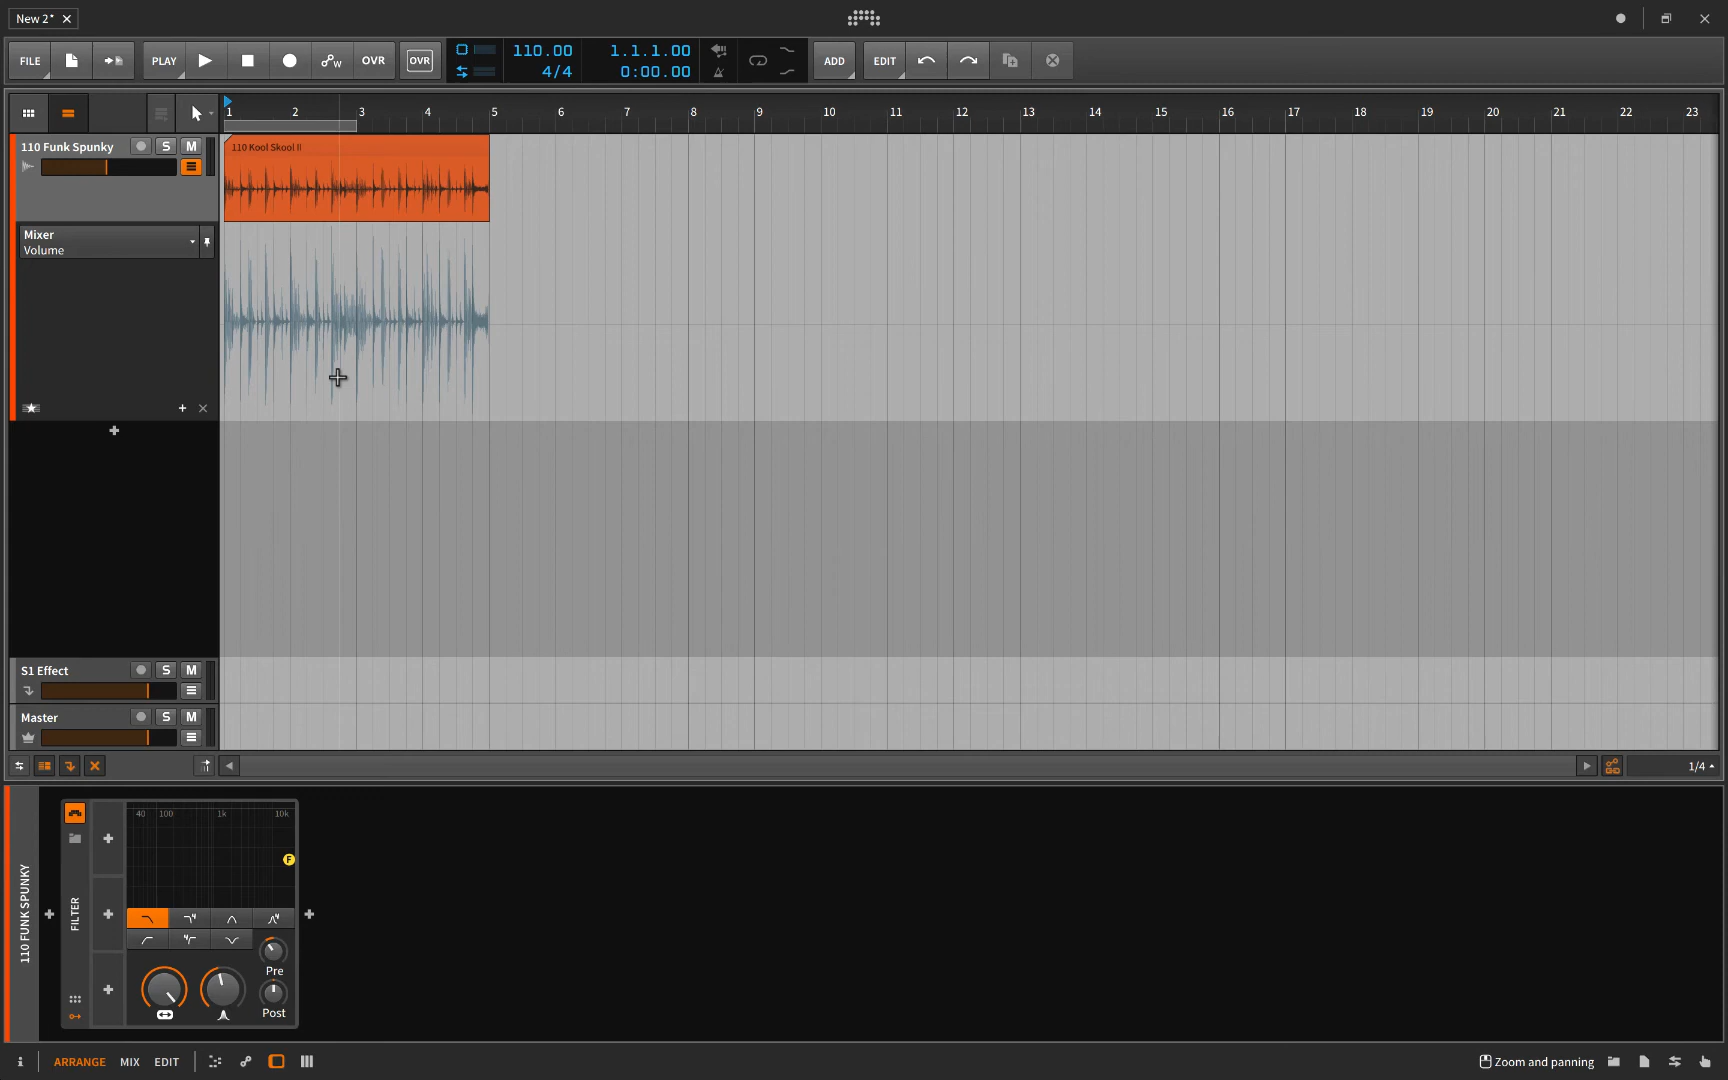 New 2*
FILE
PLAY
OVR
OVR
110.00
4/4
1.1.1.00
0:00.00
ADD
EDIT
1 2 3 4 5 6 7 8 9 10 11 12 13 14 15 16 17 18 19 20 21 22 23
110 Funk Spunky S M
110 Kool Skool II
Mixer
Volume
S1 Effect S M
Master S M
1/4
110 FUNK SPUNKY
FILTER
40 100 1k 10k
F
Pre
Post
i ARRANGE MIX EDIT
Zoom and panning